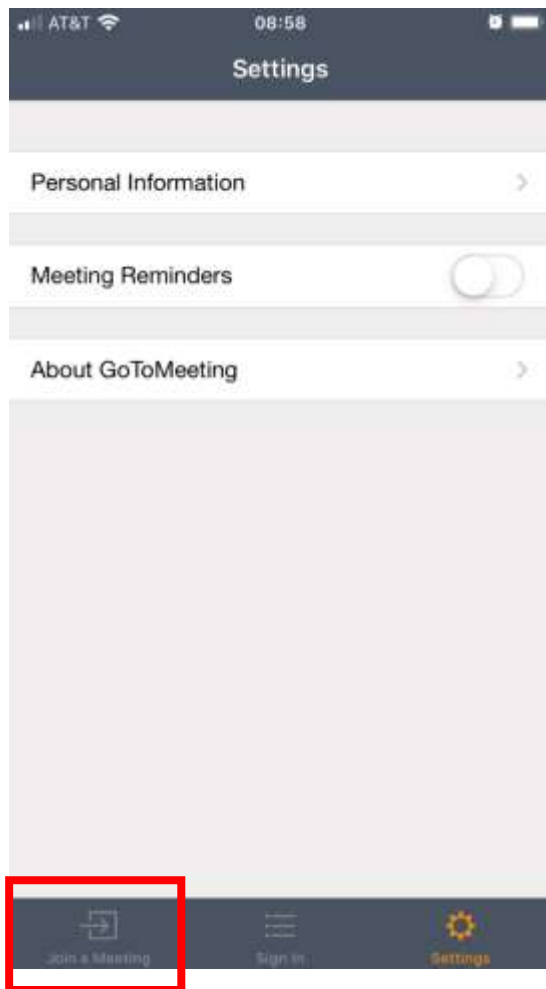 AT&T 08:58
Settings
Personal Information
Meeting Reminders
About GoToMeeting
Join a Meeting Sign In Settings